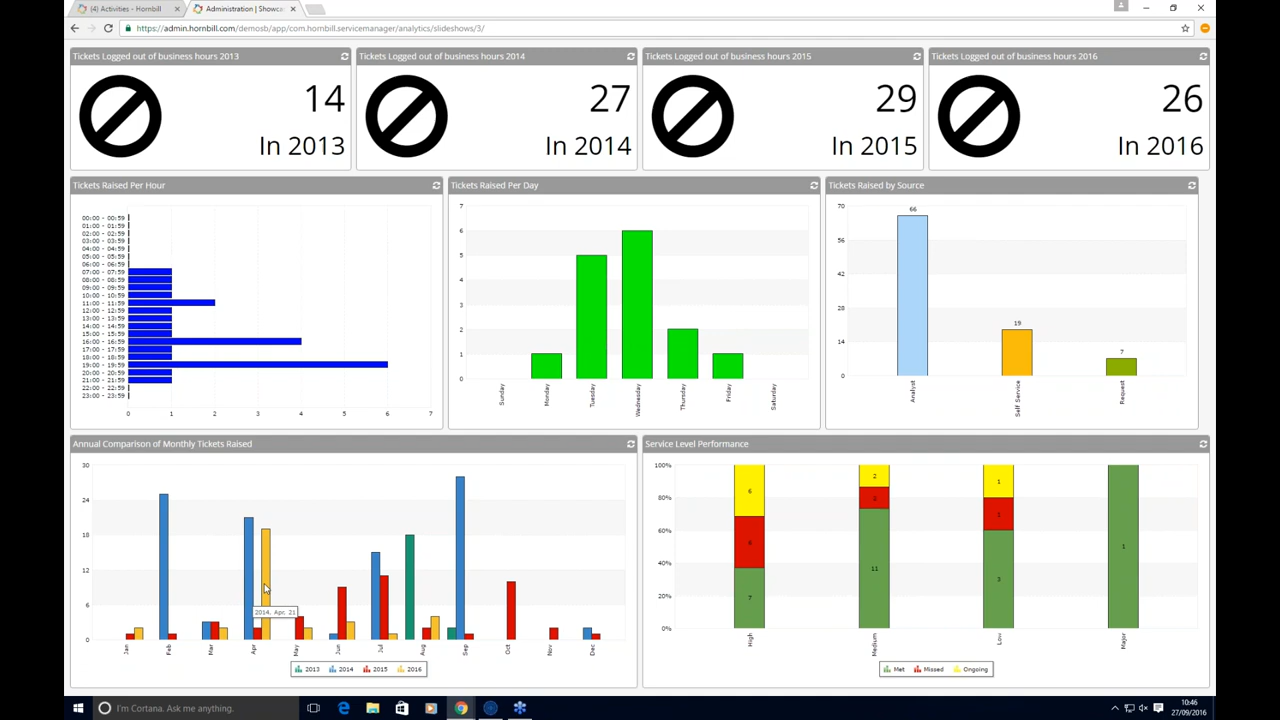 (4) Activities - Hornbill
Administration | Showca
https://admin.hornbill.com/demosb/app/com.hornbill.servicemanager/analytics/slideshows/3/
Tickets Logged out of business hours 2013
14
In 2013
Tickets Logged out of business hours 2014
27
In 2014
Tickets Logged out of business hours 2015
29
In 2015
Tickets Logged out of business hours 2016
26
In 2016
Tickets Raised Per Hour
00:00 - 00:59
01:00 - 01:59
02:00 - 02:59
03:00 - 03:59
04:00 - 04:59
05:00 - 05:59
06:00 - 06:59
07:00 - 07:59
08:00 - 08:59
09:00 - 09:59
10:00 - 10:59
11:00 - 11:59
12:00 - 12:59
13:00 - 13:59
14:00 - 14:59
15:00 - 15:59
16:00 - 16:59
17:00 - 17:59
18:00 - 18:59
19:00 - 19:59
20:00 - 20:59
21:00 - 21:59
22:00 - 22:59
23:00 - 23:59
0 1 2 3 4 5 6 7
Tickets Raised Per Day
7
6
5
4
3
2
1
0
Sunday Monday Tuesday Wednesday Thursday Friday Saturday
Tickets Raised by Source
70
56
42
28
14
0
66
19
7
Analyst Self Service Request
Annual Comparison of Monthly Tickets Raised
30
24
18
12
6
0
2014, Apr, 21
Jan Feb Mar Apr May Jun Jul Aug Sep Oct Nov Dec
2013 2014 2015 2016
Service Level Performance
100%
80%
60%
40%
20%
0%
6
7
2
11
1
3
1
High Medium Low Major
Met Missed Ongoing
I'm Cortana. Ask me anything.
10:46
27/09/2016